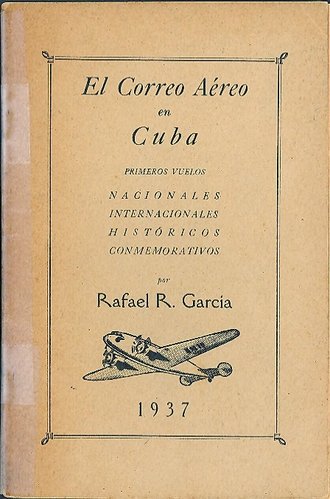 El Correo Aéreo
en
Cuba
PRIMEROS VUELOS
NACIONALES
INTERNACIONALES
HISTÓRICOS
CONMEMORATIVOS
por
Rafael R. García
1937